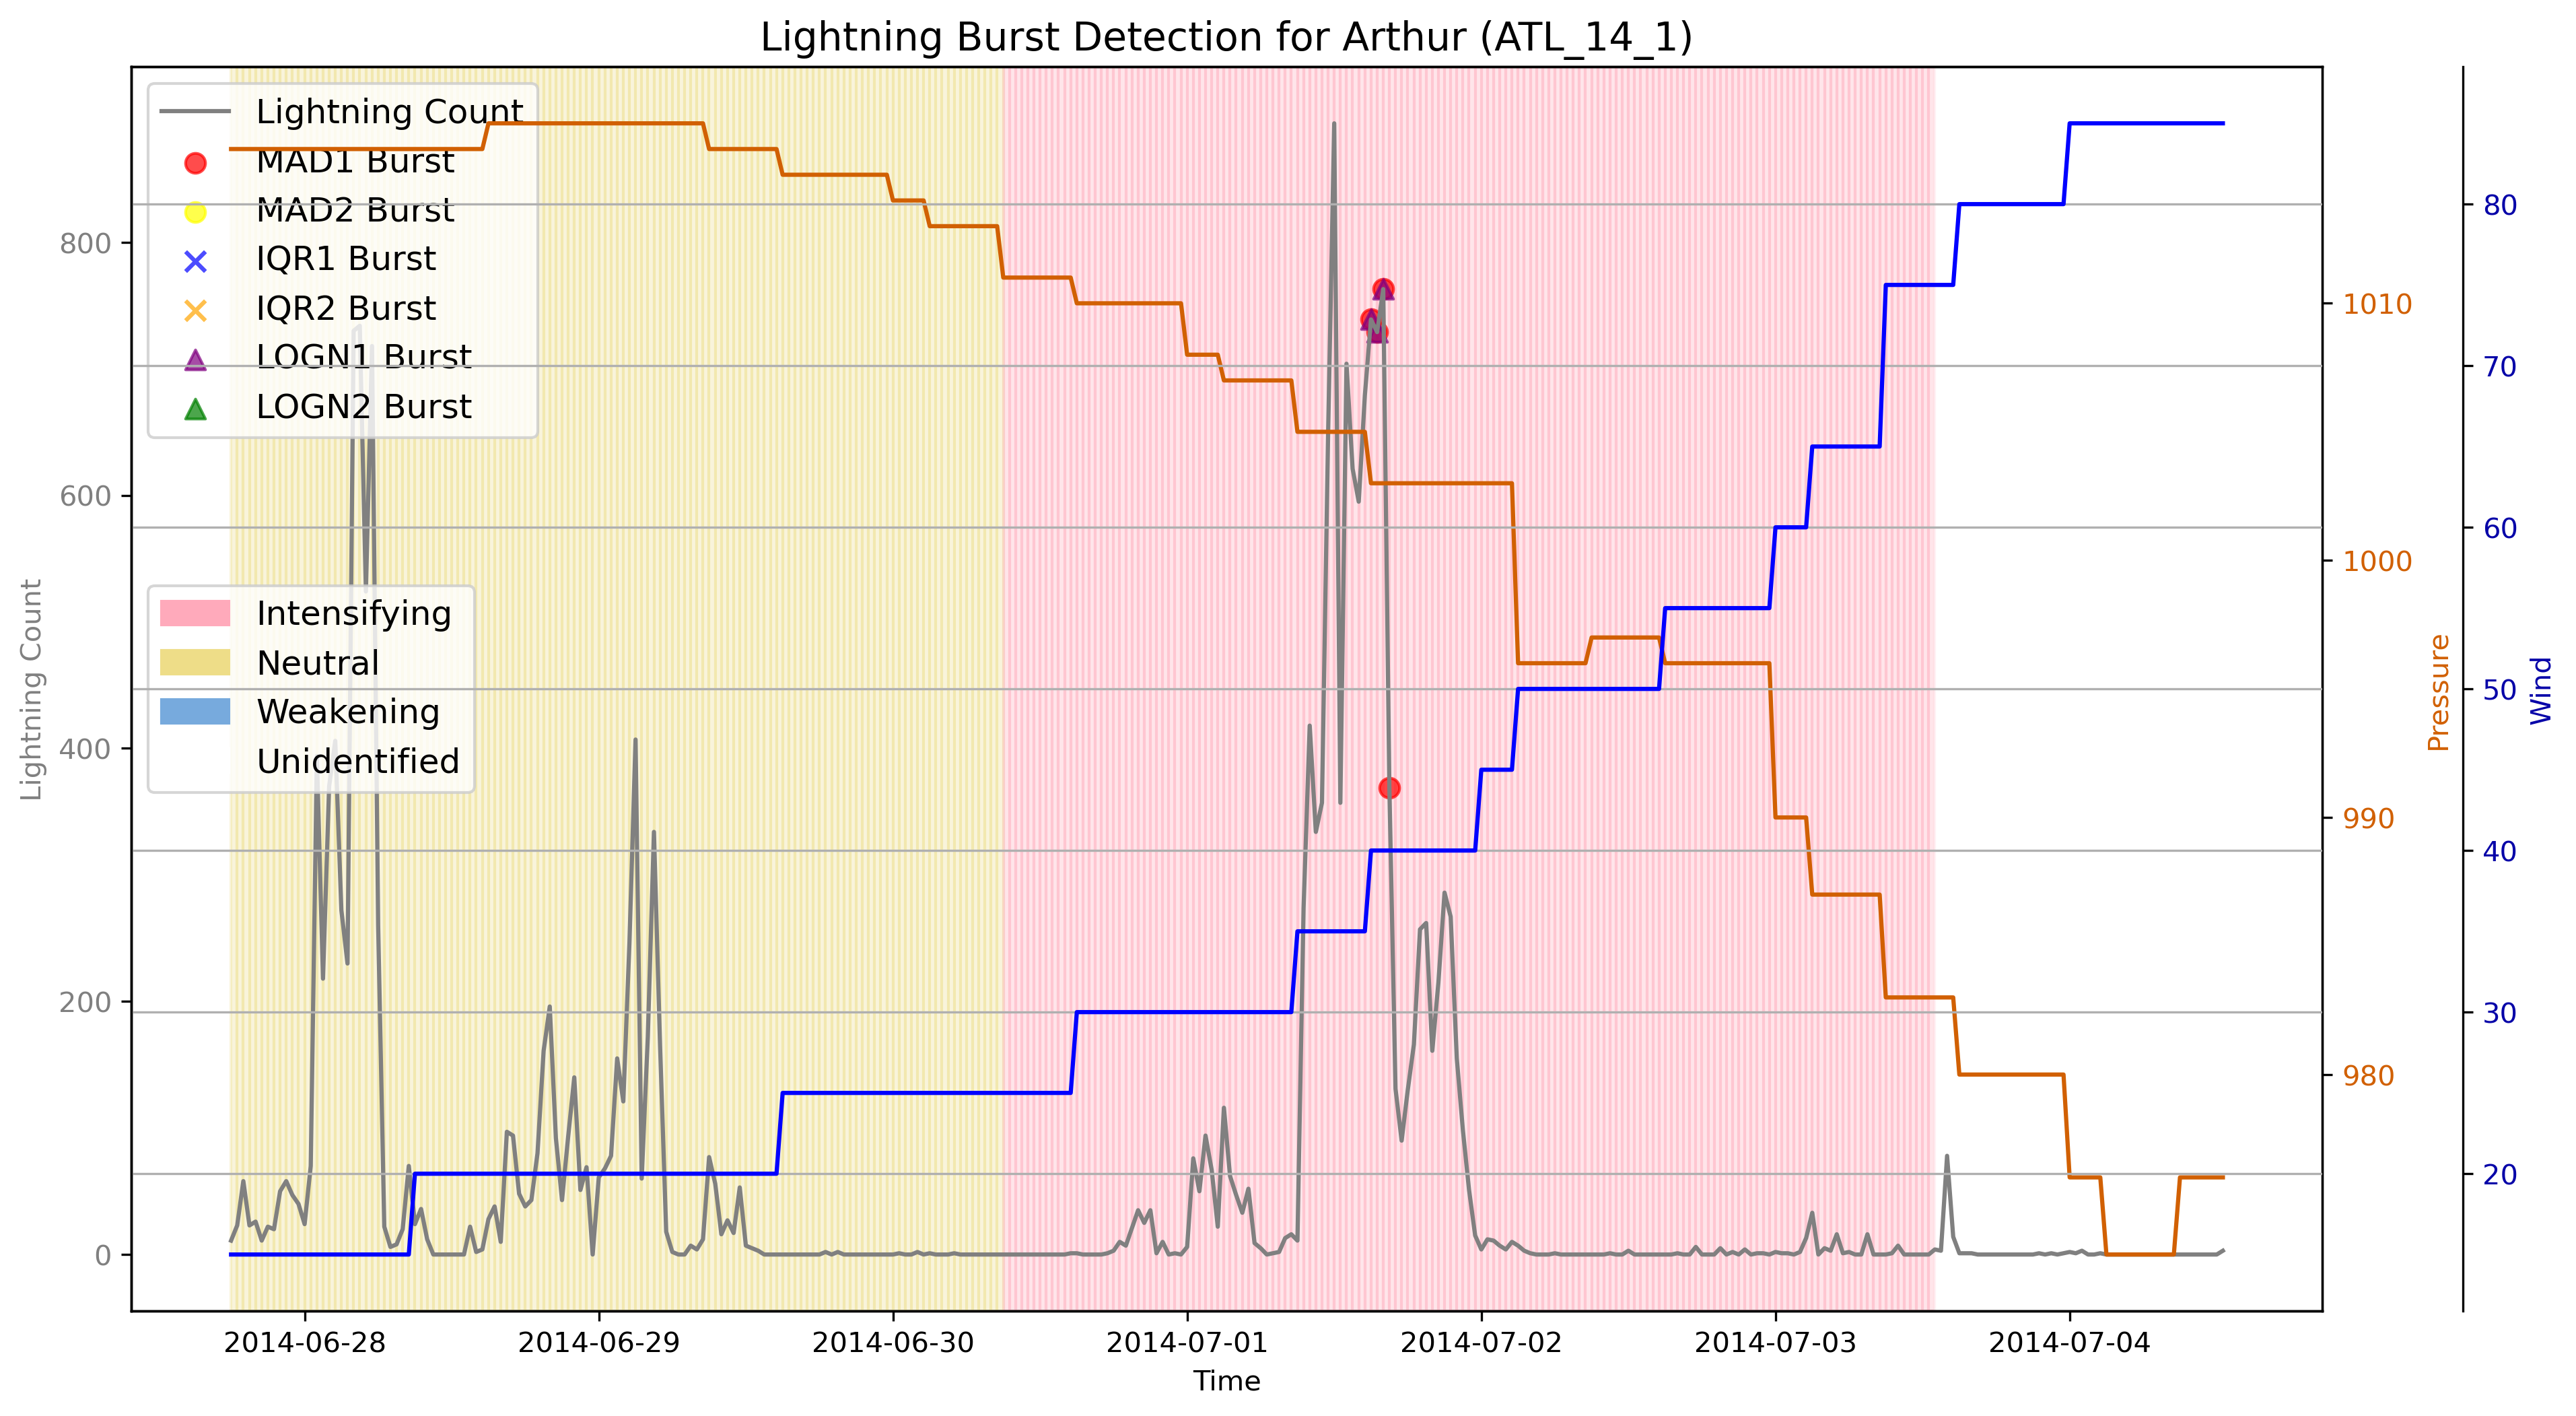 Lightning Burst Detection for Arthur (ATL_14_1)
Lightning Count
MAD1 Burst
MAD2 Burst
IQR1 Burst
IQR2 Burst
LOGN1 Burst
LOGN2 Burst
Intensifying
Neutral
Weakening
Unidentified
Lightning Count
800
600
400
200
0
1010
1000
990
980
Pressure
80
70
60
50
40
30
20
Wind
2014-06-28
2014-06-29
2014-06-30
2014-07-01
2014-07-02
2014-07-03
2014-07-04
Time